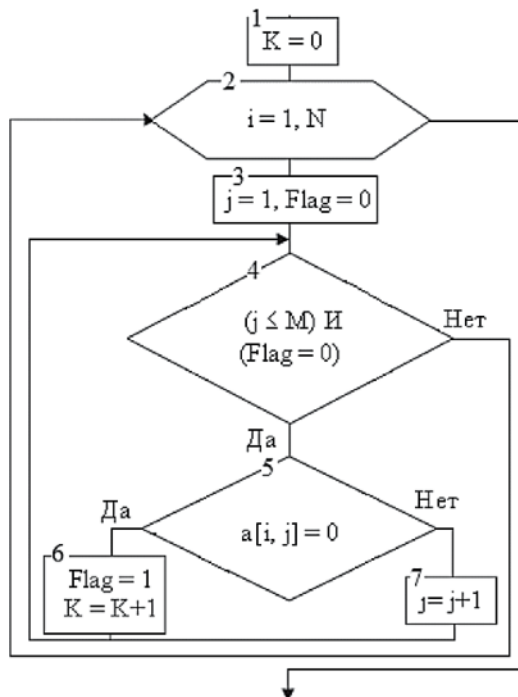 1
K = 0
2
i = 1, N
3
j = 1, Flag = 0
4
(j ≤ M) И
(Flag = 0)
Нет
Да
5
a[i, j] = 0
Да
Нет
6
Flag = 1
K = K+1
7
j= j+1